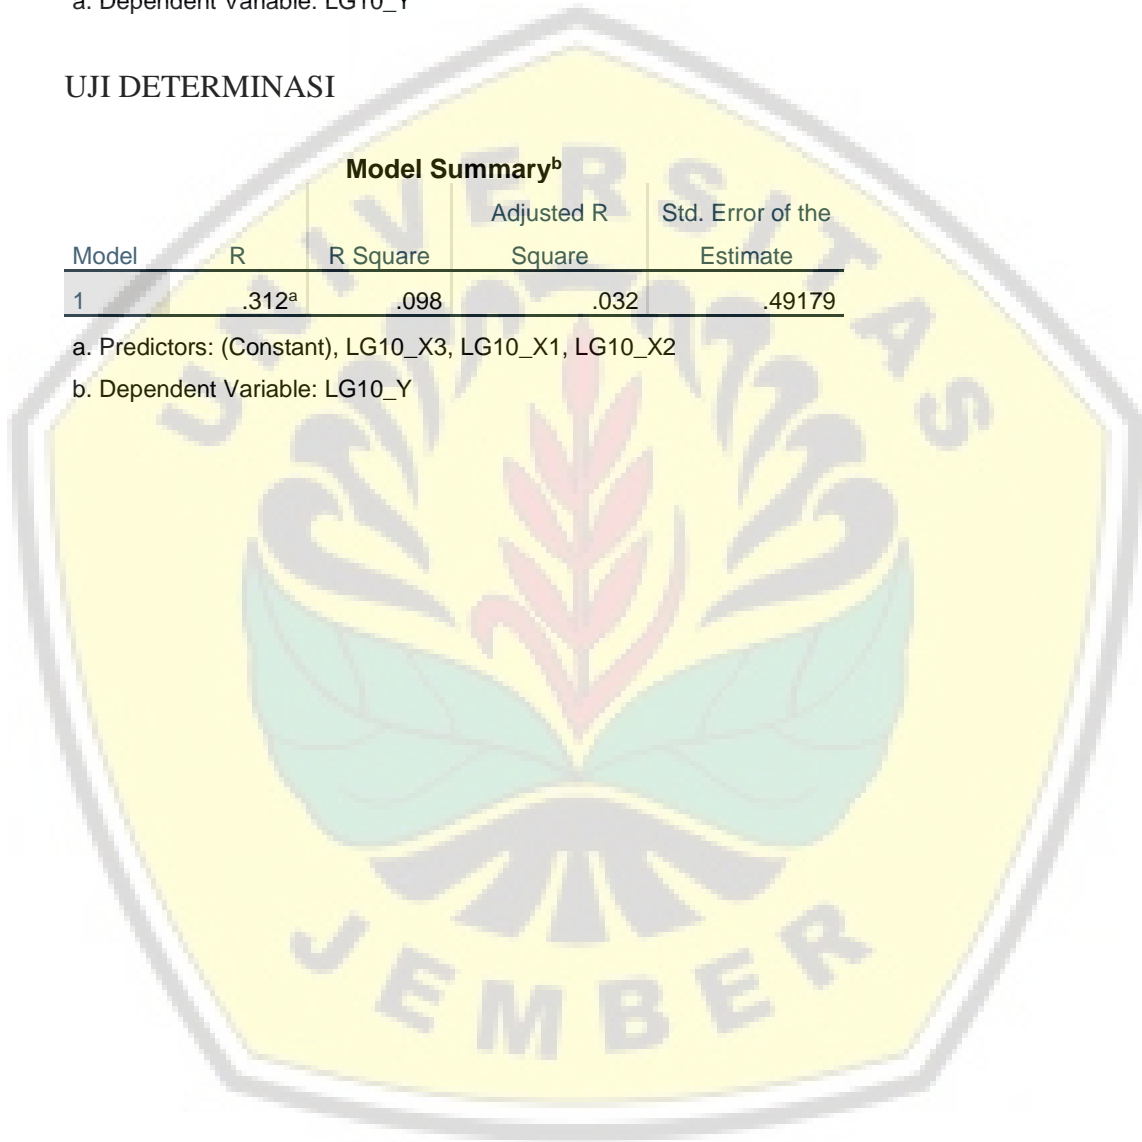 a. Dependent Variable: LG10_Y
UJI DETERMINASI
Model Summaryb
Model R R Square Adjusted R Square Std. Error of the Estimate
1 .312a .098 .032 .49179
a. Predictors: (Constant), LG10_X3, LG10_X1, LG10_X2
b. Dependent Variable: LG10_Y
UNIVERSITAS
JEMBER